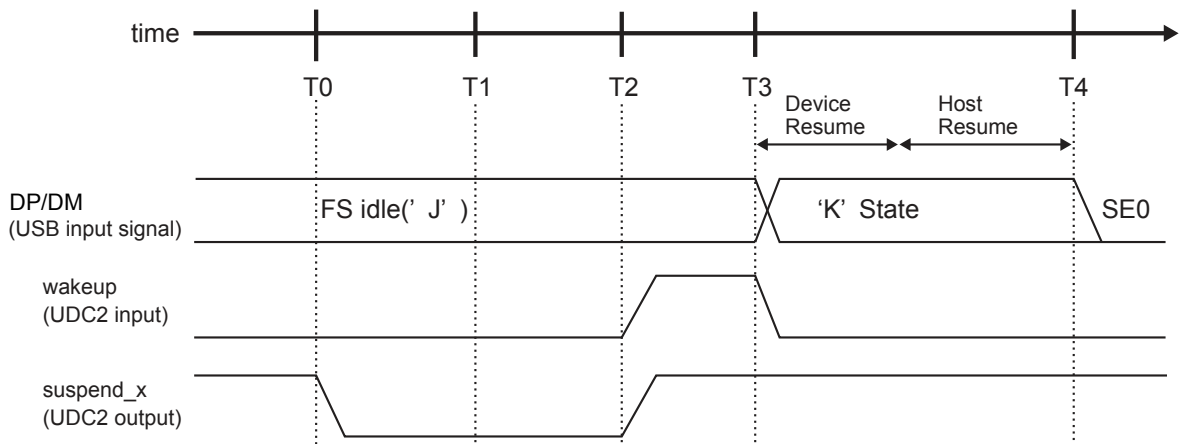 time
T0 T1 T2 T3 T4
Device Host
Resume Resume
DP/DM
(USB input signal)
FS idle(’ J’ ) ‘K’ State SE0
wakeup
(UDC2 input)
suspend_x
(UDC2 output)